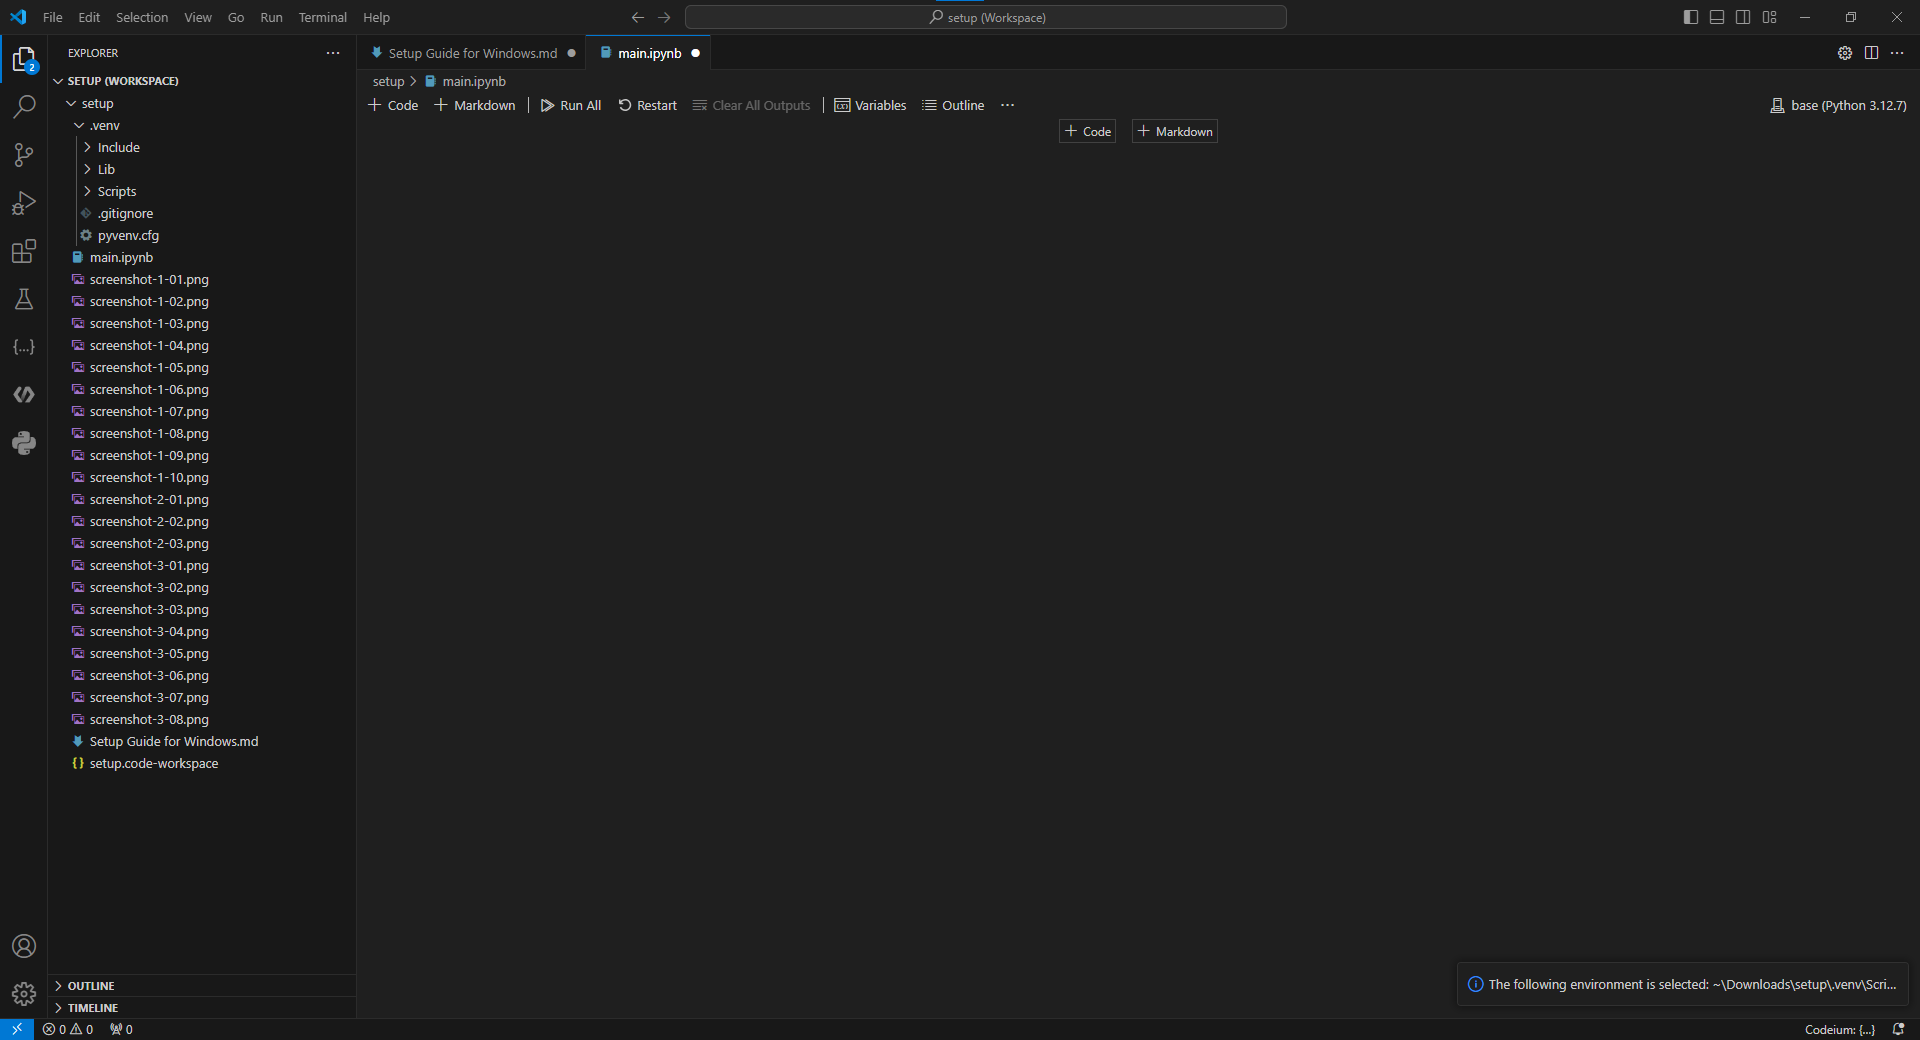 File Edit Selection View Go Run Terminal Help
setup (Workspace)
EXPLORER
SETUP (WORKSPACE)
setup
.venv
Include
Lib
Scripts
.gitignore
pyvenv.cfg
main.ipynb
screenshot-1-01.png
screenshot-1-02.png
screenshot-1-03.png
screenshot-1-04.png
screenshot-1-05.png
screenshot-1-06.png
screenshot-1-07.png
screenshot-1-08.png
screenshot-1-09.png
screenshot-1-10.png
screenshot-2-01.png
screenshot-2-02.png
screenshot-2-03.png
screenshot-3-01.png
screenshot-3-02.png
screenshot-3-03.png
screenshot-3-04.png
screenshot-3-05.png
screenshot-3-06.png
screenshot-3-07.png
screenshot-3-08.png
Setup Guide for Windows.md
setup.code-workspace
OUTLINE
TIMELINE
2
Setup Guide for Windows.md main.ipynb
setup > main.ipynb
+ Code + Markdown Run All Restart Clear All Outputs Variables Outline ... base (Python 3.12.7)
+ Code + Markdown
The following environment is selected: ~\Downloads\setup\.venv\Scri...
0 0 0
Codeium: {...}